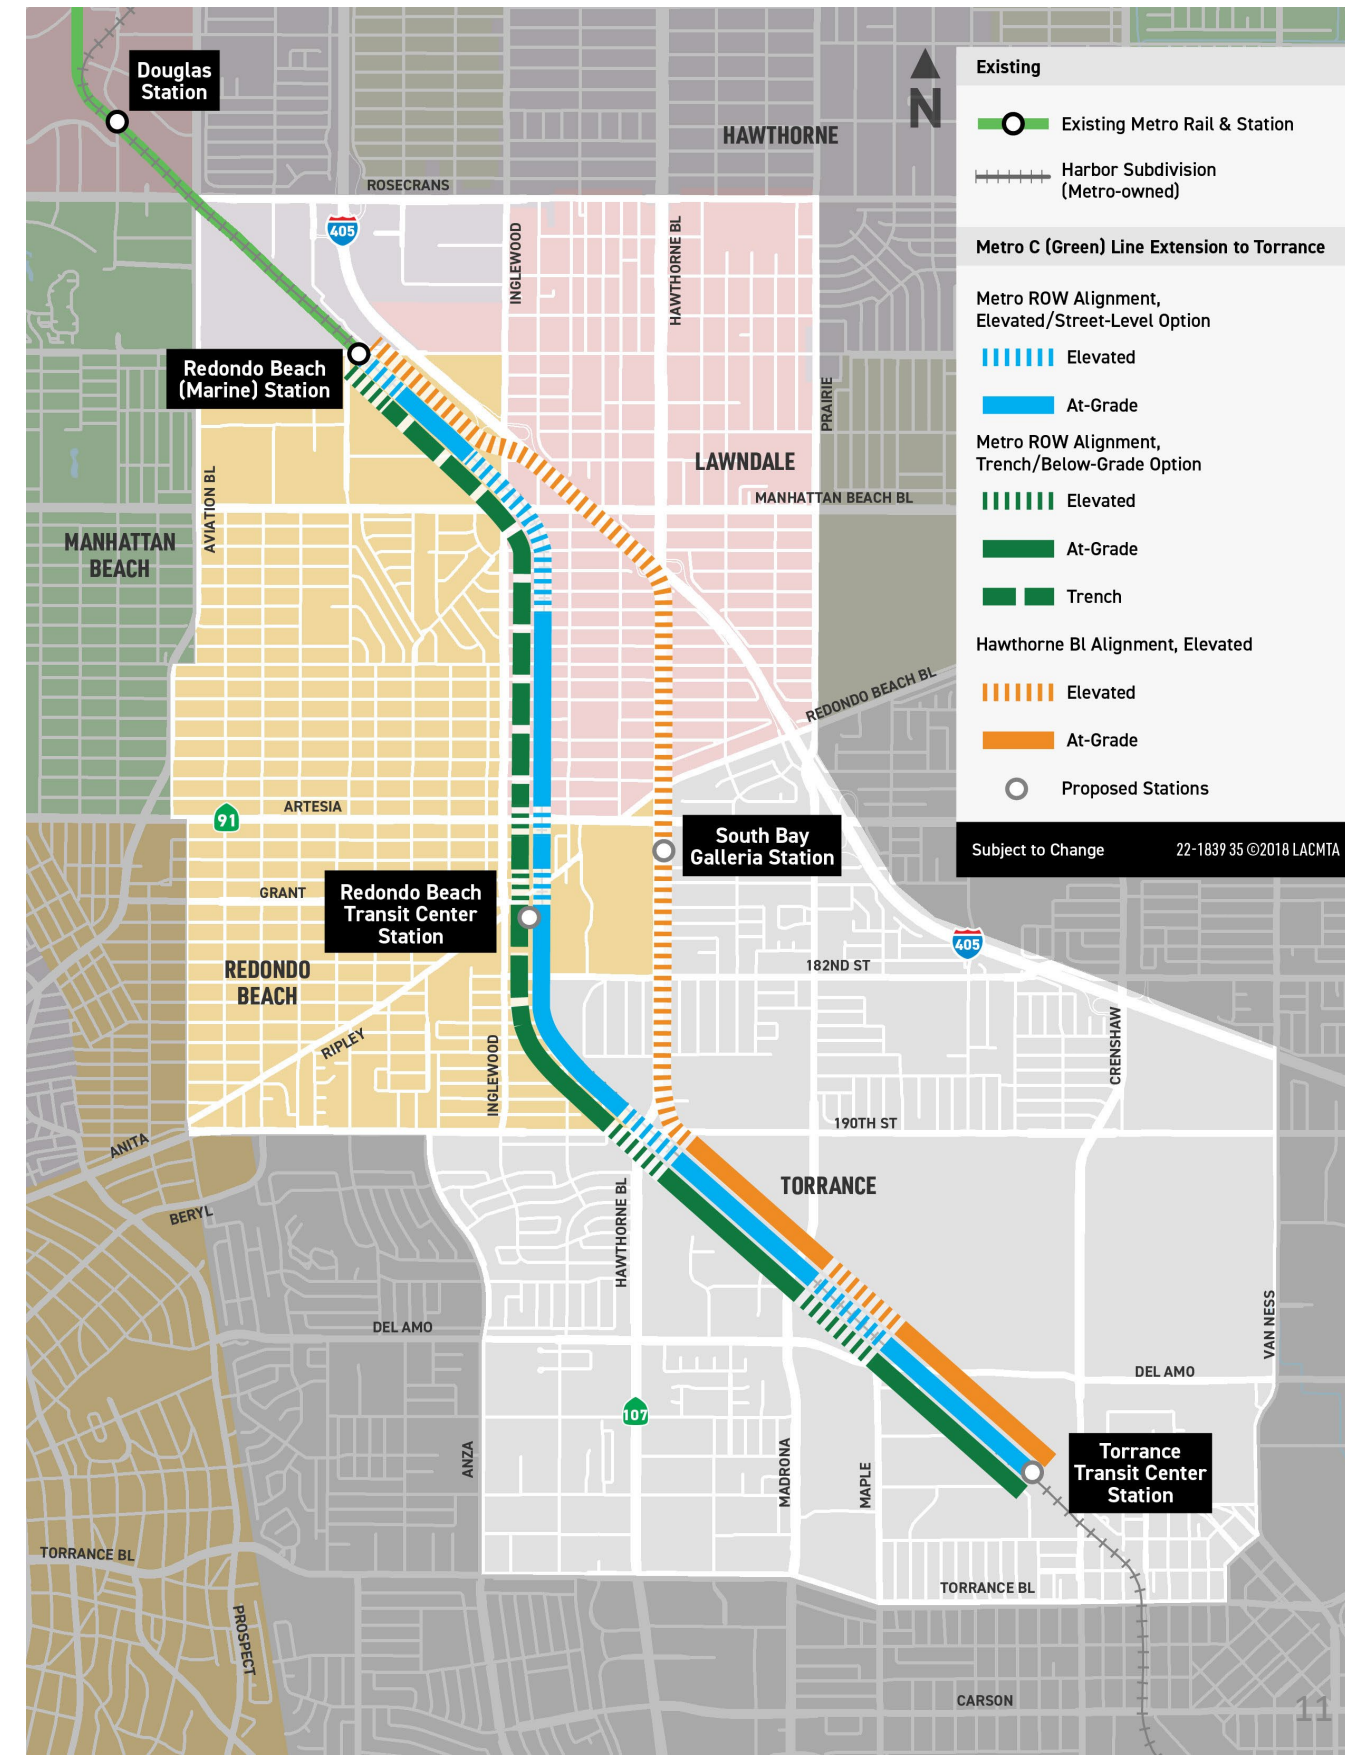 Douglas
Station
HAWTHORNE
N
ROSECRANS
405
INGLEWOOD
HAWTHORNE BL
Redondo Beach
(Marine) Station
PRAIRIE
LAWNDALE
MANHATTAN BEACH BL
AVIATION BL
MANHATTAN
BEACH
REDONDO BEACH BL
ARTESIA
91
South Bay
Galleria Station
GRANT
Redondo Beach
Transit Center
Station
405
182ND ST
REDONDO
BEACH
RIPLEY
INGLEWOOD
CRENSHAW
190TH ST
ANITA
TORRANCE
BERYL
HAWTHORNE BL
DEL AMO
VAN NESS
DEL AMO
107
ANZA
MADRONA
MAPLE
Torrance
Transit Center
Station
TORRANCE BL
TORRANCE BL
PROSPECT
CARSON
11
Existing
Existing Metro Rail & Station
Harbor Subdivision
(Metro-owned)
Metro C (Green) Line Extension to Torrance
Metro ROW Alignment,
Elevated/Street-Level Option
Elevated
At-Grade
Metro ROW Alignment,
Trench/Below-Grade Option
Elevated
At-Grade
Trench
Hawthorne Bl Alignment, Elevated
Elevated
At-Grade
Proposed Stations
Subject to Change
22-1839 35 ©2018 LACMTA